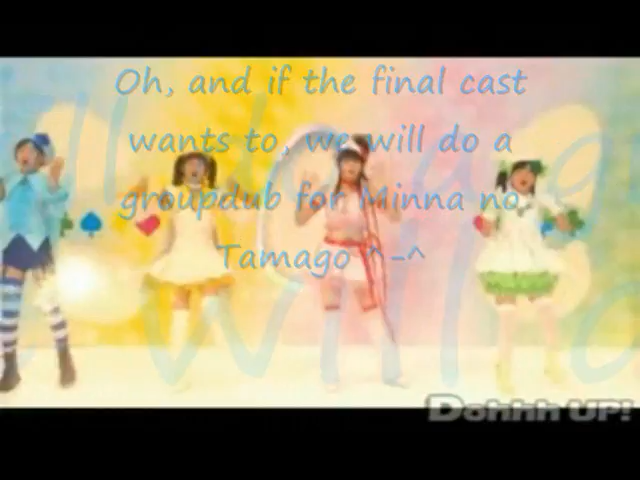 Oh, and if the final cast
wants to, we will do a
groupdub for Minna no
Tamago ^-^
Dohhh UP!